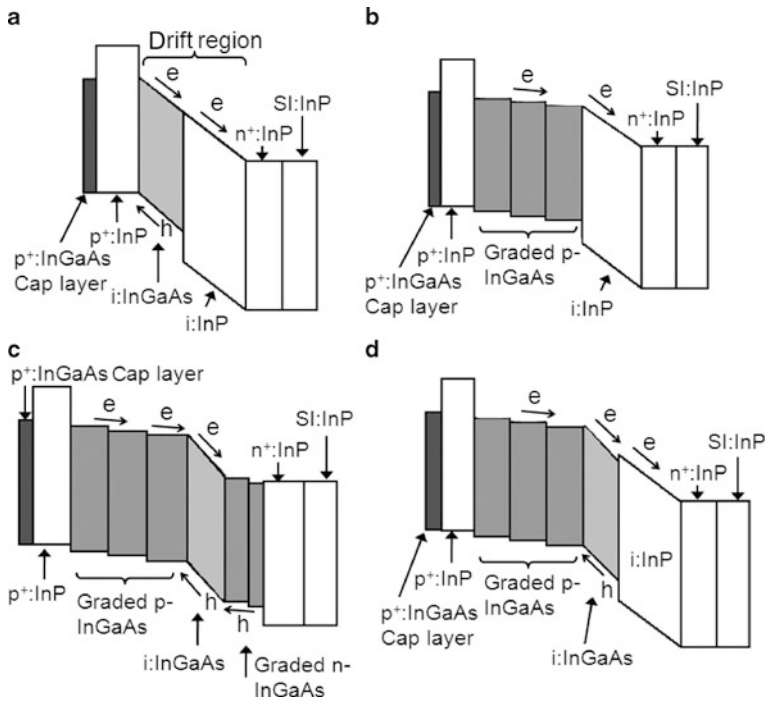 a
Drift region
e
e
n⁺:InP
SI:InP
h
p⁺:InP
p⁺:InGaAs
Cap layer
i:InGaAs
i:InP
b
e
e
n⁺:InP
SI:InP
p⁺:InP
p⁺:InGaAs
Cap layer
Graded p-
InGaAs
i:InP
c
p⁺:InGaAs Cap layer
e
e
e
n⁺:InP
SI:InP
p⁺:InP
Graded p-
InGaAs
h
h
i:InGaAs
Graded n-
InGaAs
d
e
e
e
n⁺:InP
SI:InP
i:InP
p⁺:InP
p⁺:InGaAs
Cap layer
Graded p-
InGaAs
h
i:InGaAs